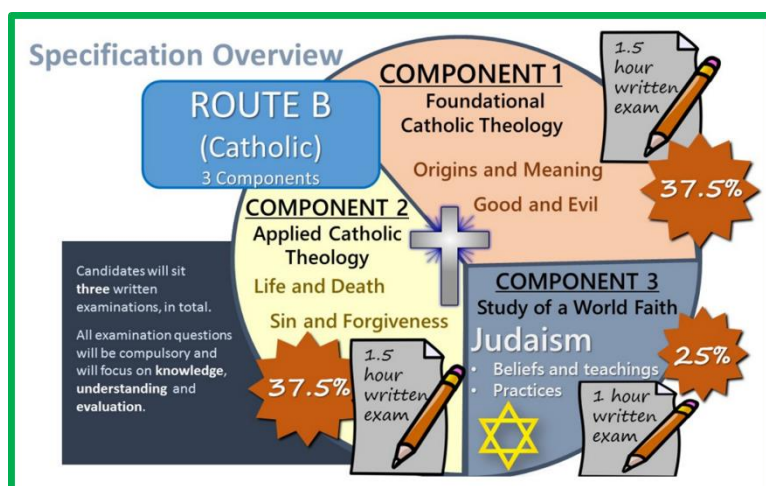 Specification Overview
ROUTE B
(Catholic)
3 Components
COMPONENT 1
Foundational
Catholic Theology
Origins and Meaning
Good and Evil
1.5
hour
written
exam
37.5%
COMPONENT 2
Applied Catholic
Theology
Life and Death
Sin and Forgiveness
37.5%
1.5
hour
written
exam
COMPONENT 3
Study of a World Faith
Judaism
• Beliefs and teachings
• Practices
25%
1 hour
written
exam
Candidates will sit
three written
examinations, in total.
All examination questions
will be compulsory and
will focus on knowledge,
understanding and
evaluation.